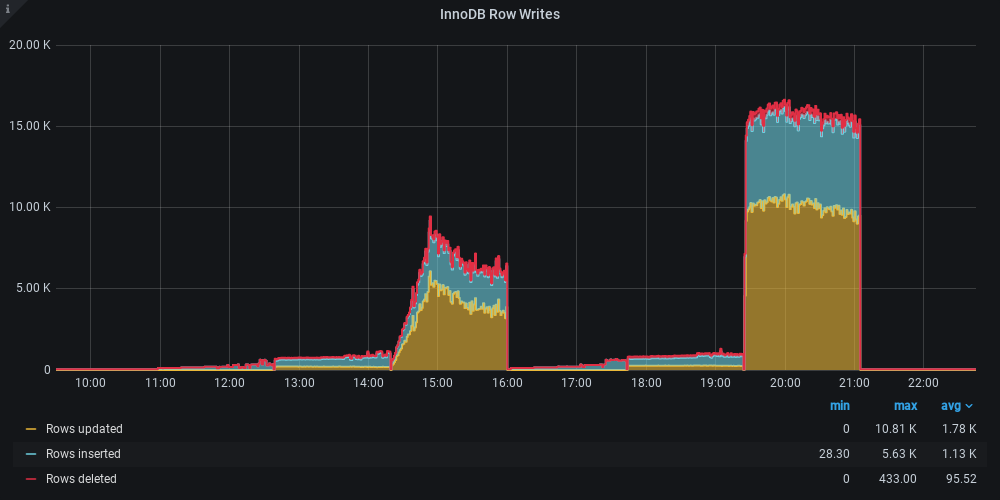 i
InnoDB Row Writes
20.00 K
15.00 K
10.00 K
5.00 K
0
10:00 11:00 12:00 13:00 14:00 15:00 16:00 17:00 18:00 19:00 20:00 21:00 22:00
min max avg
Rows updated 0 10.81 K 1.78 K
Rows inserted 28.30 5.63 K 1.13 K
Rows deleted 0 433.00 95.52